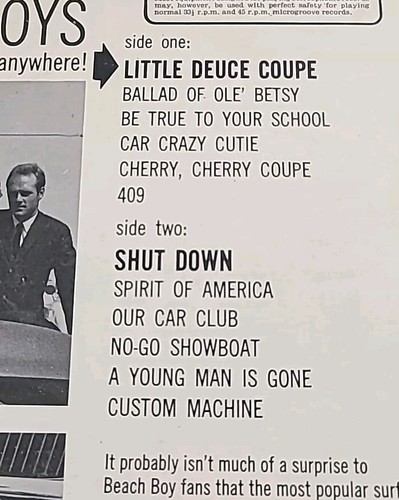 may, however, be used with perfect safety for playing
normal 33⅓ r.p.m. and 45 r.p.m. microgroove records.
OYS
anywhere!
side one:
LITTLE DEUCE COUPE
BALLAD OF OLE' BETSY
BE TRUE TO YOUR SCHOOL
CAR CRAZY CUTIE
CHERRY, CHERRY COUPE
409
side two:
SHUT DOWN
SPIRIT OF AMERICA
OUR CAR CLUB
NO-GO SHOWBOAT
A YOUNG MAN IS GONE
CUSTOM MACHINE
It probably isn't much of a surprise to
Beach Boy fans that the most popular surf